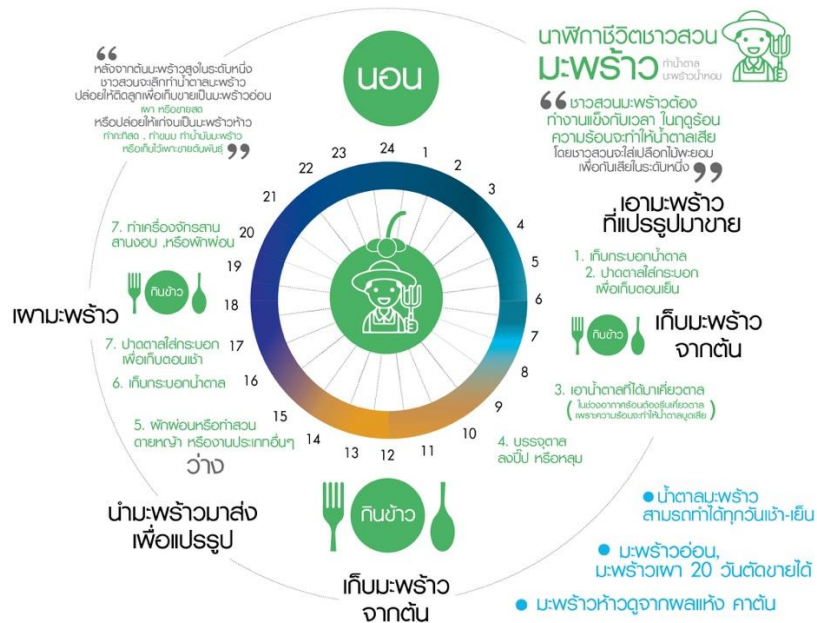 นาฬิกาชีวิตชาวสวน
มะพร้าว
ทำน้ำตาล
มะพร้าวน้ำหอม
“ ชาวสวนมะพร้าวต้อง
ทำงานแข็งกับเวลา ในฤดูร้อน
ความร้อนจะทำให้น้ำตาลเสีย
โดยชาวสวนจะใส่เปลือกไม้พะยอม
เพื่อกันเสียในระดับหนึ่ง ”
“
หลังจากต้นมะพร้าวสูงในระดับหนึ่ง
ชาวสวนจะเลิกทำน้ำตาลมะพร้าว
ปล่อยให้ติดลูกเพื่อเก็บขายเป็นมะพร้าวอ่อน
เผา หรือขายสด
หรือปล่อยให้แก่จนเป็นมะพร้าวห้าว
ทำกะทิสด , ทำขนม ทำน้ำมันมะพร้าว
หรือเก็บไว้เพาะขายต้นพันธุ์ ”
นอน
24
1
2
3
4
5
6
7
8
9
10
11
12
13
14
15
16
17
18
19
20
21
22
23
เอามะพร้าว
ที่แปรรูปมาขาย
1. เก็บกระบอกน้ำตาล
2. ปาดตาลใส่กระบอก
เพื่อเก็บตอนเย็น
กินข้าว
เก็บมะพร้าว
จากต้น
3. เอาน้ำตาลที่ได้มาเคี่ยวตาล
( ในช่วงอากาศร้อนต้องรีบเคี่ยวตาล
เพราะความร้อนจะทำให้น้ำตาลบูดเสีย )
4. บรรจุตาล
ลงปี๊ป หรือหลุม
กินข้าว
เก็บมะพร้าว
จากต้น
5. พักผ่อนหรือทำสวน
ดายหญ้า หรืองานประเภทอื่นๆ
ว่าง
นำมะพร้าวมาส่ง
เพื่อแปรรูป
6. เก็บกระบอกน้ำตาล
7. ปาดตาลใส่กระบอก
เพื่อเก็บตอนเช้า
เผามะพร้าว
กินข้าว
7. ทำเครื่องจักรสาน
สานงอบ ,หรือพักผ่อน
● น้ำตาลมะพร้าว
สามรถทำได้ทุกวันเช้า-เย็น
● มะพร้าวอ่อน,
มะพร้าวเผา 20 วันตัดขายได้
● มะพร้าวห้าวดูจากผลแห้ง คาต้น